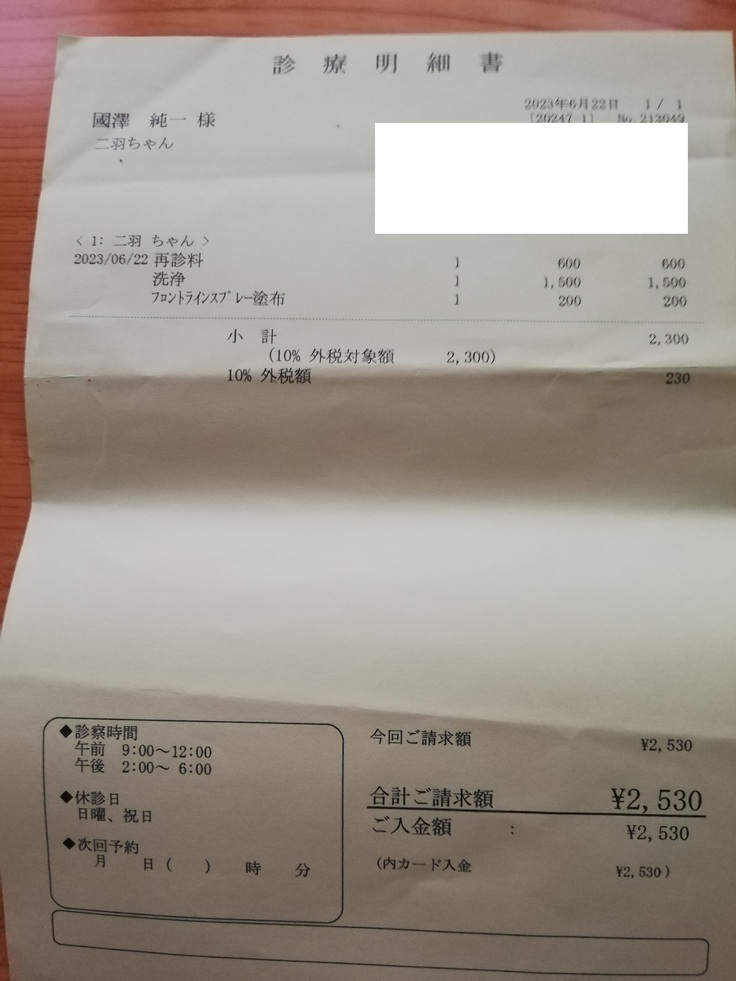 診療明細書
2023年6月22日 1/ 1
[20247-1] No.213049
國澤 純一 様
二羽ちゃん
< 1: 二羽 ちゃん >
2023/06/22 再診料 1 600 600
洗浄 1 1,500 1,500
ﾌﾛﾝﾄﾗｲﾝｽﾌﾟﾚｰ塗布 1 200 200
小 計 2,300
(10% 外税対象額 2,300)
10% 外税額 230
◆診察時間
午前 9:00～12:00
午後 2:00～ 6:00
◆休診日
日曜、祝日
◆次回予約
月 日( ) 時 分
今回ご請求額 ¥2,530
合計ご請求額 ¥2,530
ご入金額 : ¥2,530
(内カード入金 ¥2,530)